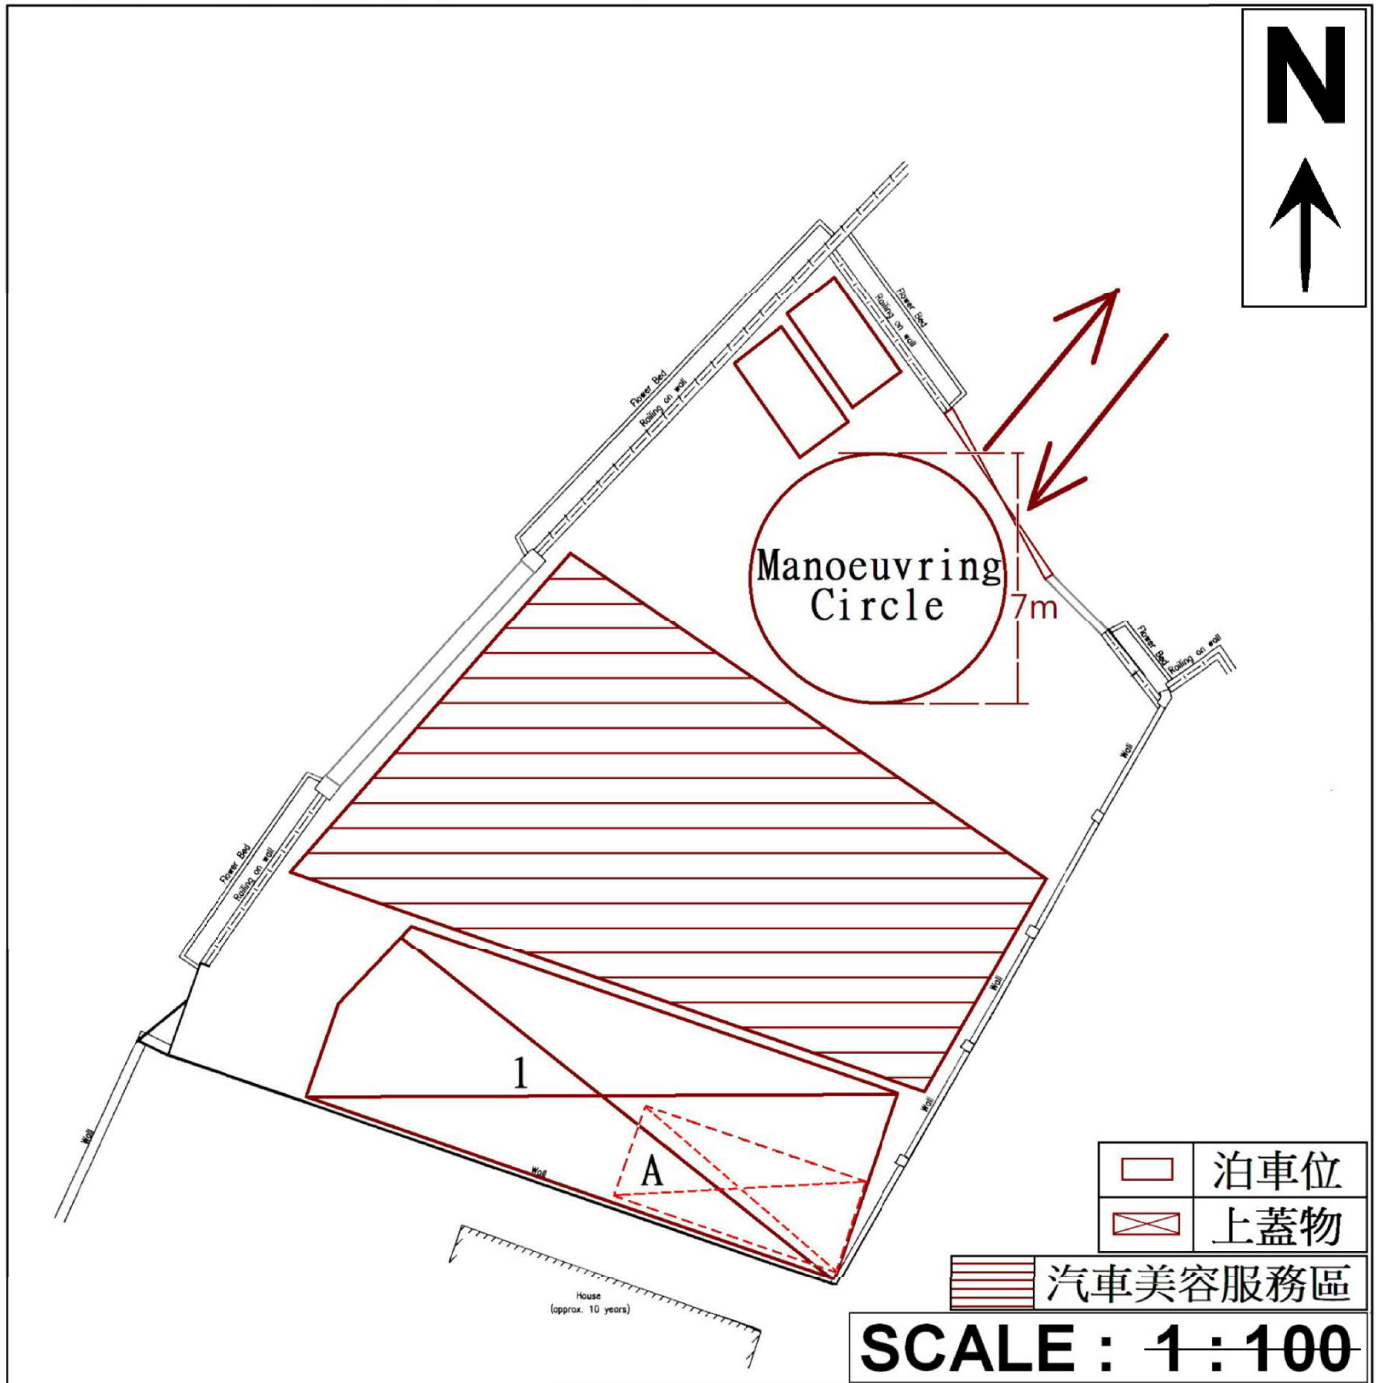 N
Flower Bed
Railing on wall
Flower Bed
Railing on wall
Manoeuvring
Circle
7m
Flower Bed
Railing on wall
Wall
Flower Bed
Railing on wall
Wall
Wall
Wall
1
A
Wall
Wall
House
(approx. 10 years)
泊車位
上蓋物
汽車美容服務區
SCALE : 1 : 100